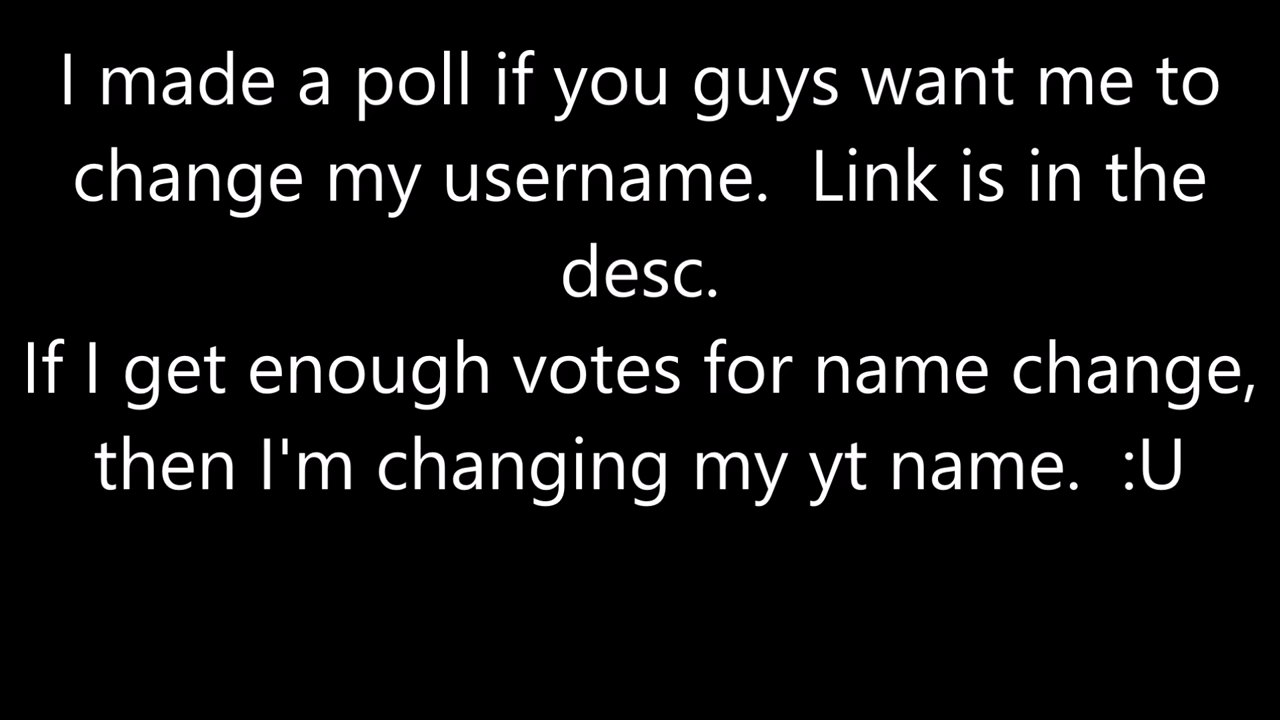 I made a poll if you guys want me to
change my username.  Link is in the
desc.
If I get enough votes for name change,
then I'm changing my yt name.  :U